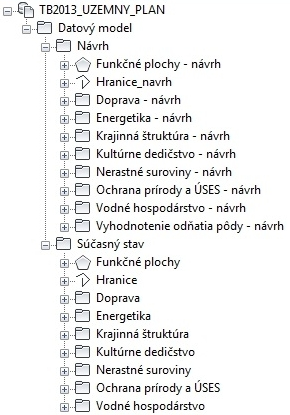 TB2013_UZEMNY_PLAN
Datový model
Návrh
Funkčné plochy - návrh
Hranice_navrh
Doprava - návrh
Energetika - návrh
Krajinná štruktúra - návrh
Kultúrne dedičstvo - návrh
Nerastné suroviny - návrh
Ochrana prírody a ÚSES - návrh
Vodné hospodárstvo - návrh
Vyhodnotenie odňatia pôdy - návrh
Súčasný stav
Funkčné plochy
Hranice
Doprava
Energetika
Krajinná štruktúra
Kultúrne dedičstvo
Nerastné suroviny
Ochrana prírody a ÚSES
Vodné hospodárstvo